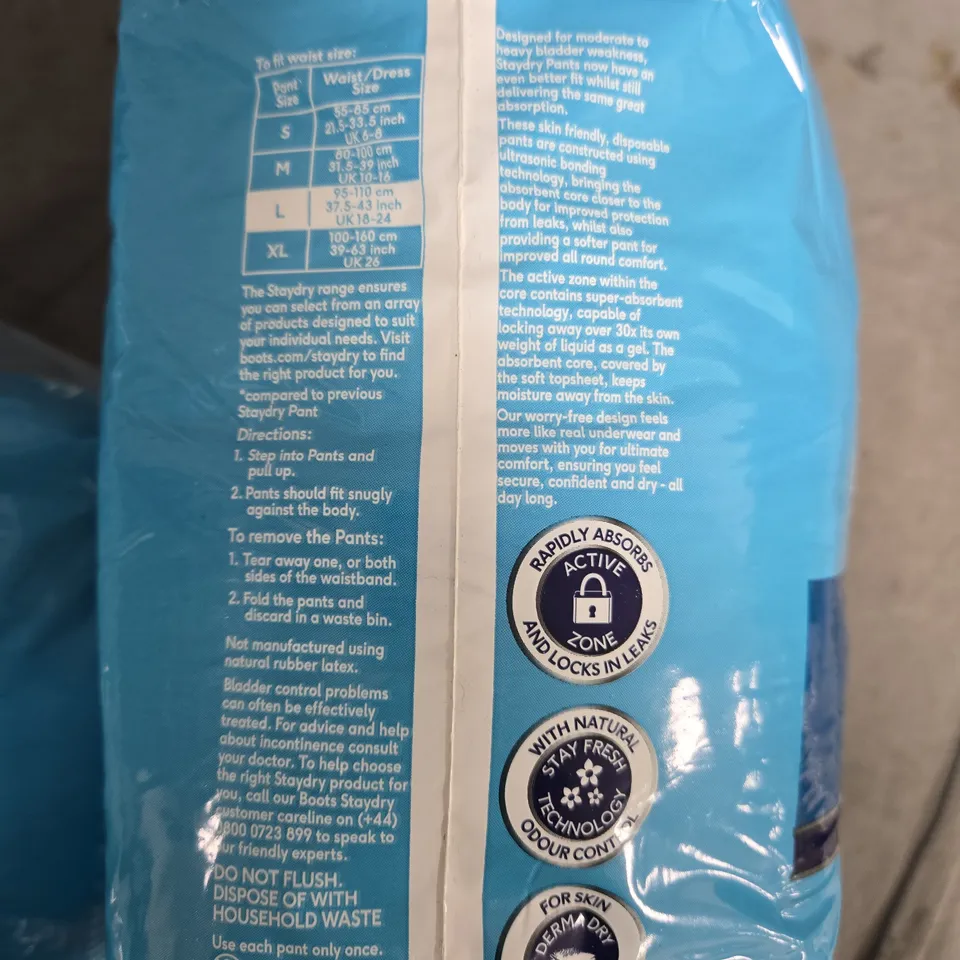 To fit waist size:
Pant Size
Waist/Dress Size
S
55-85 cm
21.5-33.5 inch
UK 6-8
M
80-100 cm
31.5-39 inch
UK 10-16
L
95-110 cm
37.5-43 inch
UK 18-24
XL
100-160 cm
39-63 inch
UK 26
The Staydry range ensures
you can select from an array
of products designed to suit
your individual needs. Visit
boots.com/staydry to find
the right product for you.
*compared to previous
Staydry Pant
Directions:
1. Step into Pants and
pull up.
2. Pants should fit snugly
against the body.
To remove the Pants:
1. Tear away one, or both
sides of the waistband.
2. Fold the pants and
discard in a waste bin.
Not manufactured using
natural rubber latex.
Bladder control problems
can often be effectively
treated. For advice and help
about incontinence consult
your doctor. To help choose
the right Staydry product for
you, call our Boots Staydry
customer careline on (+44)
0800 0723 899 to speak to
our friendly experts.
DO NOT FLUSH.
DISPOSE OF WITH
HOUSEHOLD WASTE
Use each pant only once.
Designed for moderate to
heavy bladder weakness,
Staydry Pants now have an
even better fit whilst still
delivering the same great
absorption.
These skin friendly, disposable
pants are constructed using
ultrasonic bonding
technology, bringing the
absorbent core closer to the
body for improved protection
from leaks, whilst also
providing a softer pant for
improved all round comfort.
The active zone within the
core contains super-absorbent
technology, capable of
locking away over 30x its own
weight of liquid as a gel. The
absorbent core, covered by
the soft topsheet, keeps
moisture away from the skin.
Our worry-free design feels
more like real underwear and
moves with you for ultimate
comfort, ensuring you feel
secure, confident and dry - all
day long.
RAPIDLY ABSORBS
ACTIVE
ZONE
AND LOCKS IN LEAKS
WITH NATURAL
STAY FRESH
TECHNOLOGY
ODOUR CONTROL
FOR SKIN
DERMA DRY